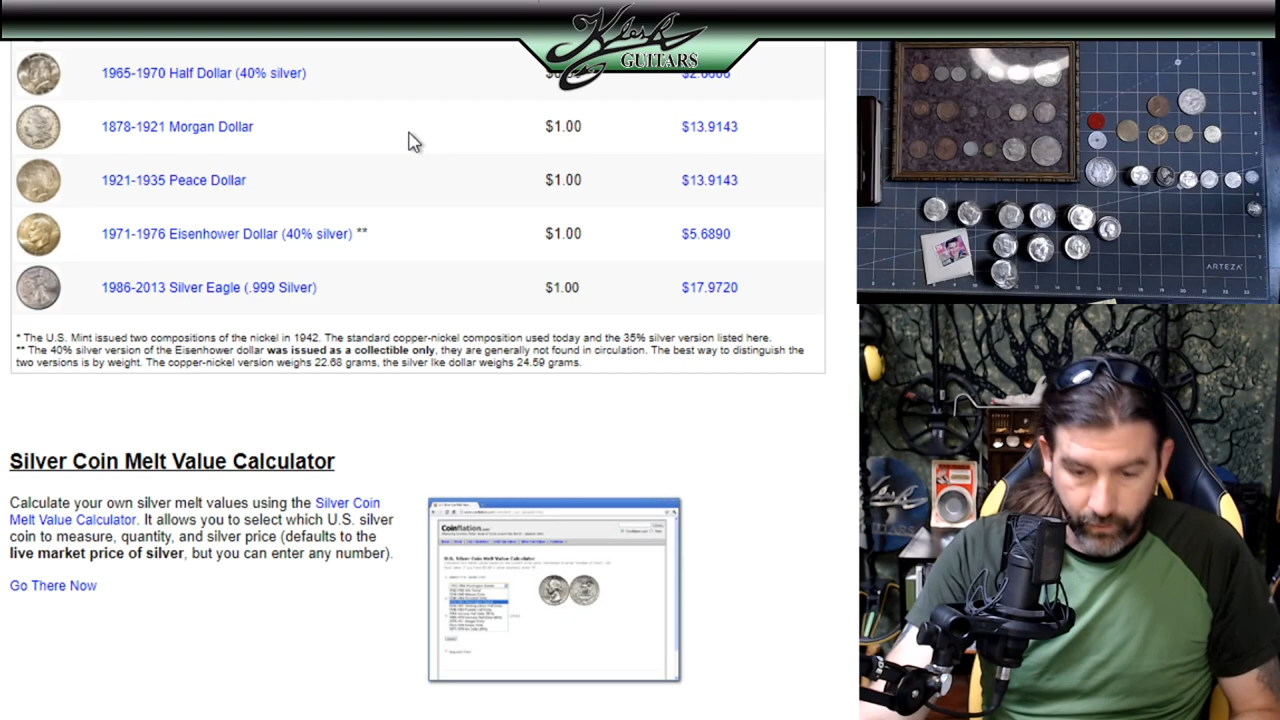 Klesk
GUITARS
1965-1970 Half Dollar (40% silver)
1878-1921 Morgan Dollar $1.00 $13.9143
1921-1935 Peace Dollar $1.00 $13.9143
1971-1976 Eisenhower Dollar (40% silver) ** $1.00 $5.6890
1986-2013 Silver Eagle (.999 Silver) $1.00 $17.9720
* The U.S. Mint issued two compositions of the nickel in 1942. The standard copper-nickel composition used today and the 35% silver version listed here.
** The 40% silver version of the Eisenhower dollar was issued as a collectible only, they are generally not found in circulation. The best way to distinguish the
two versions is by weight. The copper-nickel version weighs 22.68 grams, the silver Ike dollar weighs 24.59 grams.
Silver Coin Melt Value Calculator
Calculate your own silver melt values using the Silver Coin
Melt Value Calculator. It allows you to select which U.S. silver
coin to measure, quantity, and silver price (defaults to the
live market price of silver, but you can enter any number).
Go There Now
Coinflation.com
U.S. Silver Coin Melt Value Calculator
ARTEZA